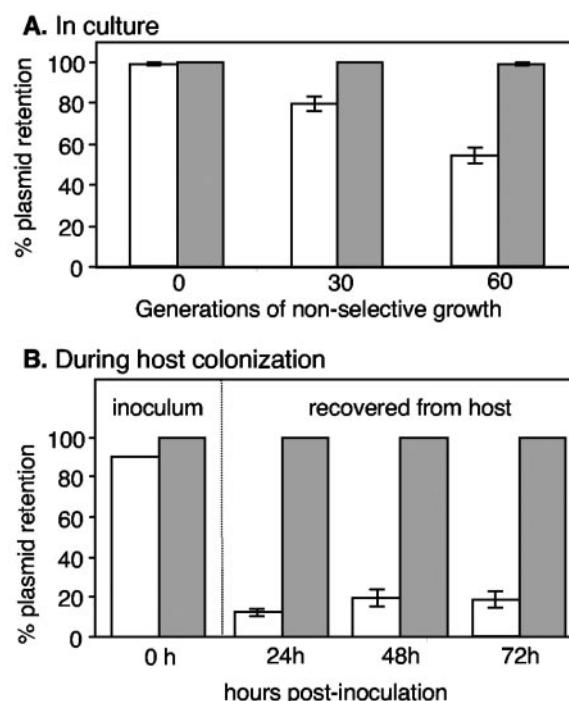 A. In culture
% plasmid retention
100
80
60
40
20
0
0 30 60
Generations of non-selective growth
B. During host colonization
inoculum recovered from host
% plasmid retention
100
80
60
40
20
0
0 h 24h 48h 72h
hours post-inoculation